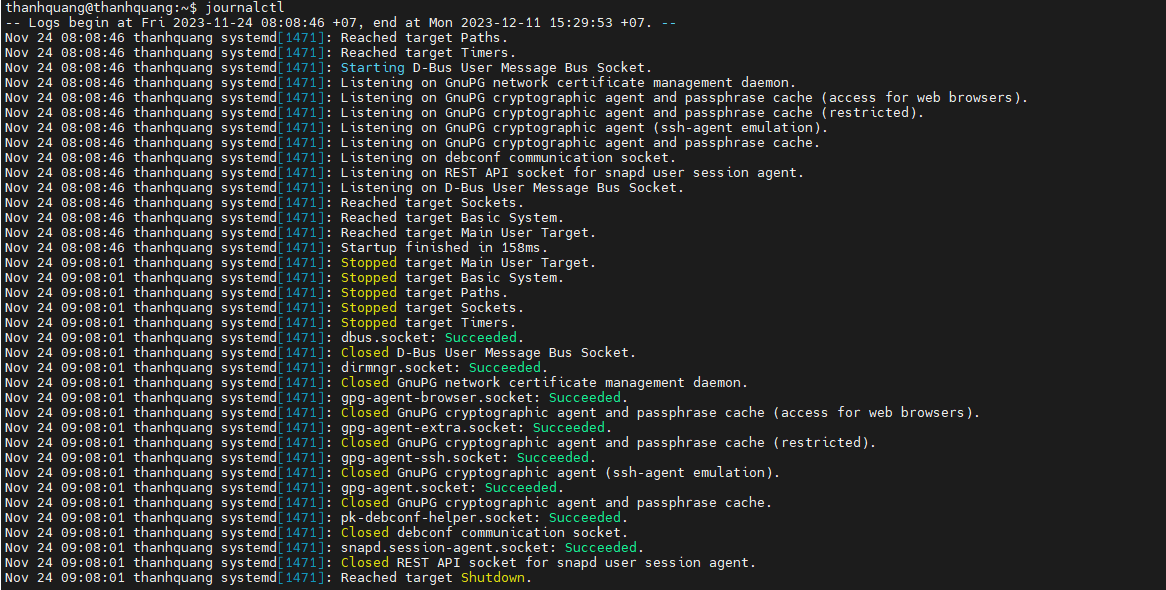 thanhquang@thanhquang:~$ journalctl
-- Logs begin at Fri 2023-11-24 08:08:46 +07, end at Mon 2023-12-11 15:29:53 +07. --
Nov 24 08:08:46 thanhquang systemd[1471]: Reached target Paths.
Nov 24 08:08:46 thanhquang systemd[1471]: Reached target Timers.
Nov 24 08:08:46 thanhquang systemd[1471]: Starting D-Bus User Message Bus Socket.
Nov 24 08:08:46 thanhquang systemd[1471]: Listening on GnuPG network certificate management daemon.
Nov 24 08:08:46 thanhquang systemd[1471]: Listening on GnuPG cryptographic agent and passphrase cache (access for web browsers).
Nov 24 08:08:46 thanhquang systemd[1471]: Listening on GnuPG cryptographic agent and passphrase cache (restricted).
Nov 24 08:08:46 thanhquang systemd[1471]: Listening on GnuPG cryptographic agent (ssh-agent emulation).
Nov 24 08:08:46 thanhquang systemd[1471]: Listening on GnuPG cryptographic agent and passphrase cache.
Nov 24 08:08:46 thanhquang systemd[1471]: Listening on debconf communication socket.
Nov 24 08:08:46 thanhquang systemd[1471]: Listening on REST API socket for snapd user session agent.
Nov 24 08:08:46 thanhquang systemd[1471]: Listening on D-Bus User Message Bus Socket.
Nov 24 08:08:46 thanhquang systemd[1471]: Reached target Sockets.
Nov 24 08:08:46 thanhquang systemd[1471]: Reached target Basic System.
Nov 24 08:08:46 thanhquang systemd[1471]: Reached target Main User Target.
Nov 24 08:08:46 thanhquang systemd[1471]: Startup finished in 158ms.
Nov 24 09:08:01 thanhquang systemd[1471]: Stopped target Main User Target.
Nov 24 09:08:01 thanhquang systemd[1471]: Stopped target Basic System.
Nov 24 09:08:01 thanhquang systemd[1471]: Stopped target Paths.
Nov 24 09:08:01 thanhquang systemd[1471]: Stopped target Sockets.
Nov 24 09:08:01 thanhquang systemd[1471]: Stopped target Timers.
Nov 24 09:08:01 thanhquang systemd[1471]: dbus.socket: Succeeded.
Nov 24 09:08:01 thanhquang systemd[1471]: Closed D-Bus User Message Bus Socket.
Nov 24 09:08:01 thanhquang systemd[1471]: dirmngr.socket: Succeeded.
Nov 24 09:08:01 thanhquang systemd[1471]: Closed GnuPG network certificate management daemon.
Nov 24 09:08:01 thanhquang systemd[1471]: gpg-agent-browser.socket: Succeeded.
Nov 24 09:08:01 thanhquang systemd[1471]: Closed GnuPG cryptographic agent and passphrase cache (access for web browsers).
Nov 24 09:08:01 thanhquang systemd[1471]: gpg-agent-extra.socket: Succeeded.
Nov 24 09:08:01 thanhquang systemd[1471]: Closed GnuPG cryptographic agent and passphrase cache (restricted).
Nov 24 09:08:01 thanhquang systemd[1471]: gpg-agent-ssh.socket: Succeeded.
Nov 24 09:08:01 thanhquang systemd[1471]: Closed GnuPG cryptographic agent (ssh-agent emulation).
Nov 24 09:08:01 thanhquang systemd[1471]: gpg-agent.socket: Succeeded.
Nov 24 09:08:01 thanhquang systemd[1471]: Closed GnuPG cryptographic agent and passphrase cache.
Nov 24 09:08:01 thanhquang systemd[1471]: pk-debconf-helper.socket: Succeeded.
Nov 24 09:08:01 thanhquang systemd[1471]: Closed debconf communication socket.
Nov 24 09:08:01 thanhquang systemd[1471]: snapd.session-agent.socket: Succeeded.
Nov 24 09:08:01 thanhquang systemd[1471]: Closed REST API socket for snapd user session agent.
Nov 24 09:08:01 thanhquang systemd[1471]: Reached target Shutdown.